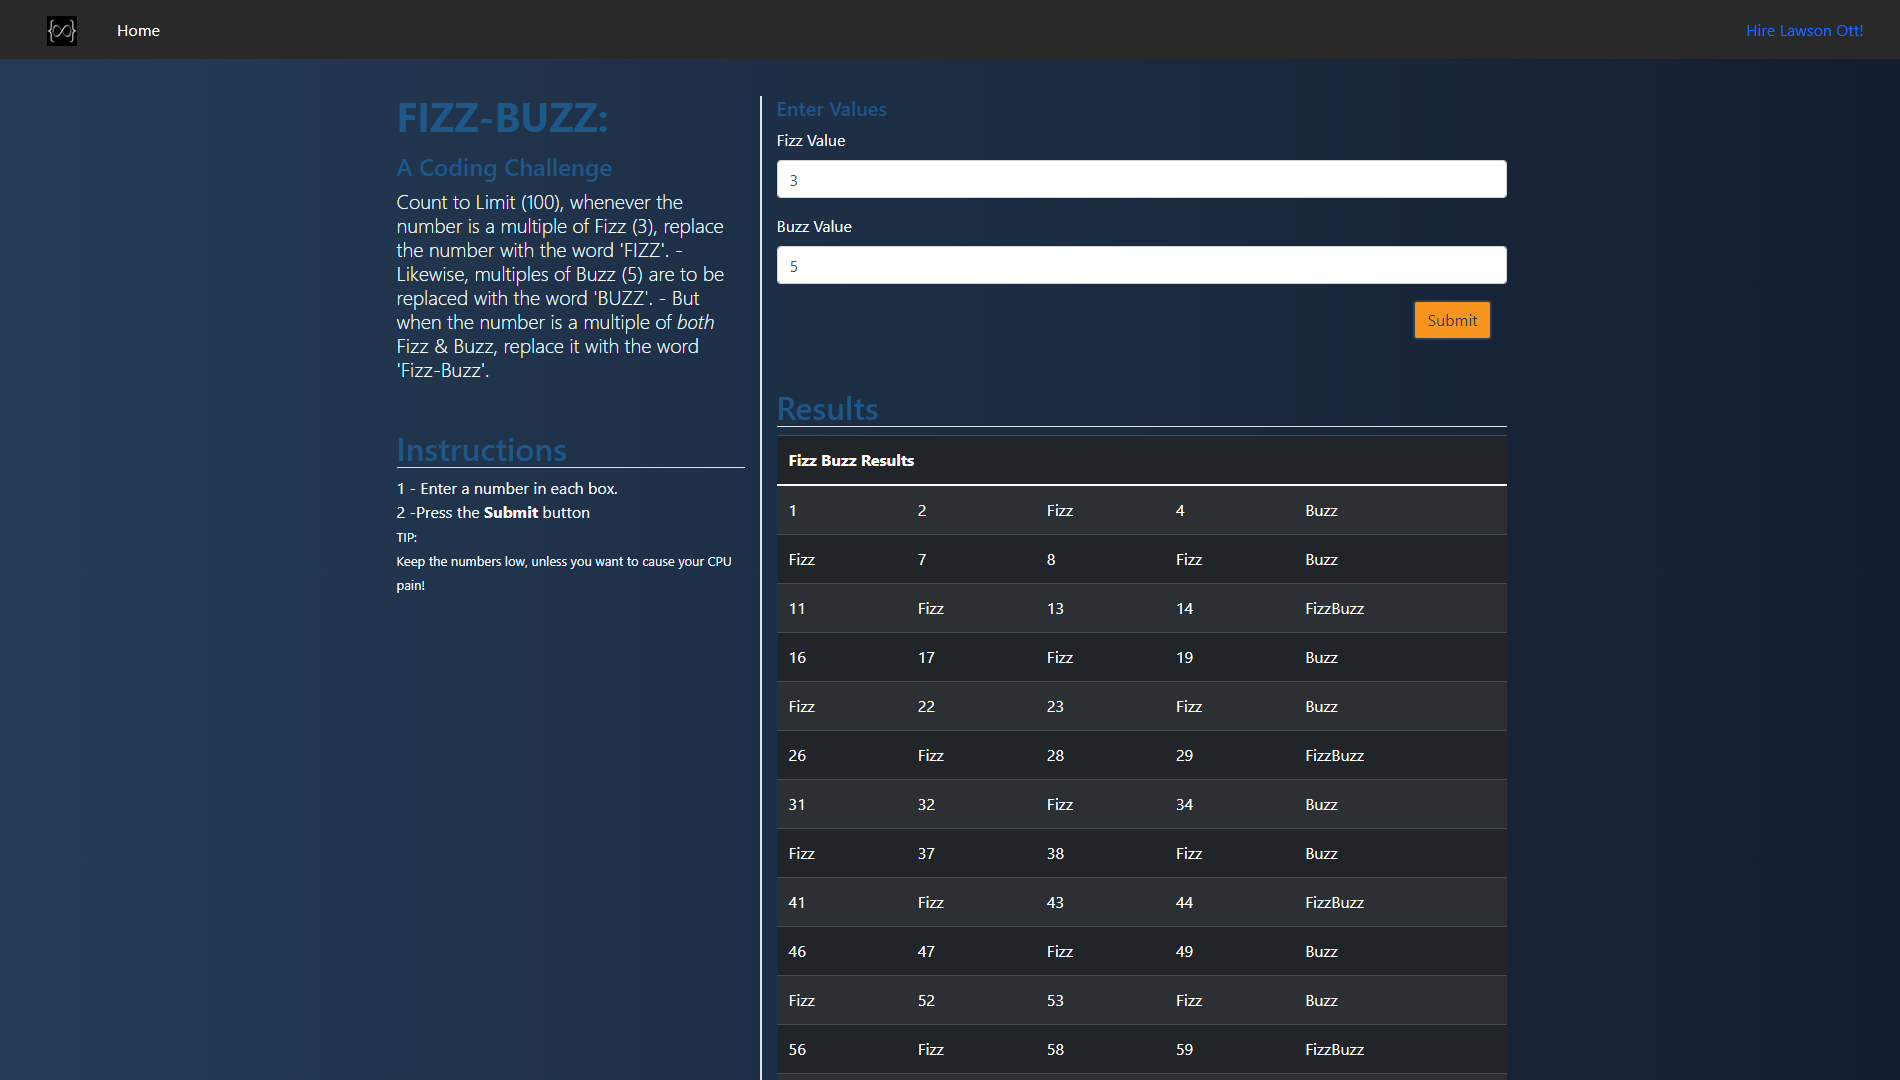 Home
Hire Lawson Ott!
FIZZ-BUZZ:
A Coding Challenge
Count to Limit (100), whenever the
number is a multiple of Fizz (3), replace
the number with the word 'FIZZ'. -
Likewise, multiples of Buzz (5) are to be
replaced with the word 'BUZZ'. - But
when the number is a multiple of both
Fizz & Buzz, replace it with the word
'Fizz-Buzz'.
Instructions
1 - Enter a number in each box.
2 -Press the Submit button
TIP:
Keep the numbers low, unless you want to cause your CPU
pain!
Enter Values
Fizz Value
3
Buzz Value
5
Submit
Results
Fizz Buzz Results
1 2 Fizz 4 Buzz
Fizz 7 8 Fizz Buzz
11 Fizz 13 14 FizzBuzz
16 17 Fizz 19 Buzz
Fizz 22 23 Fizz Buzz
26 Fizz 28 29 FizzBuzz
31 32 Fizz 34 Buzz
Fizz 37 38 Fizz Buzz
41 Fizz 43 44 FizzBuzz
46 47 Fizz 49 Buzz
Fizz 52 53 Fizz Buzz
56 Fizz 58 59 FizzBuzz